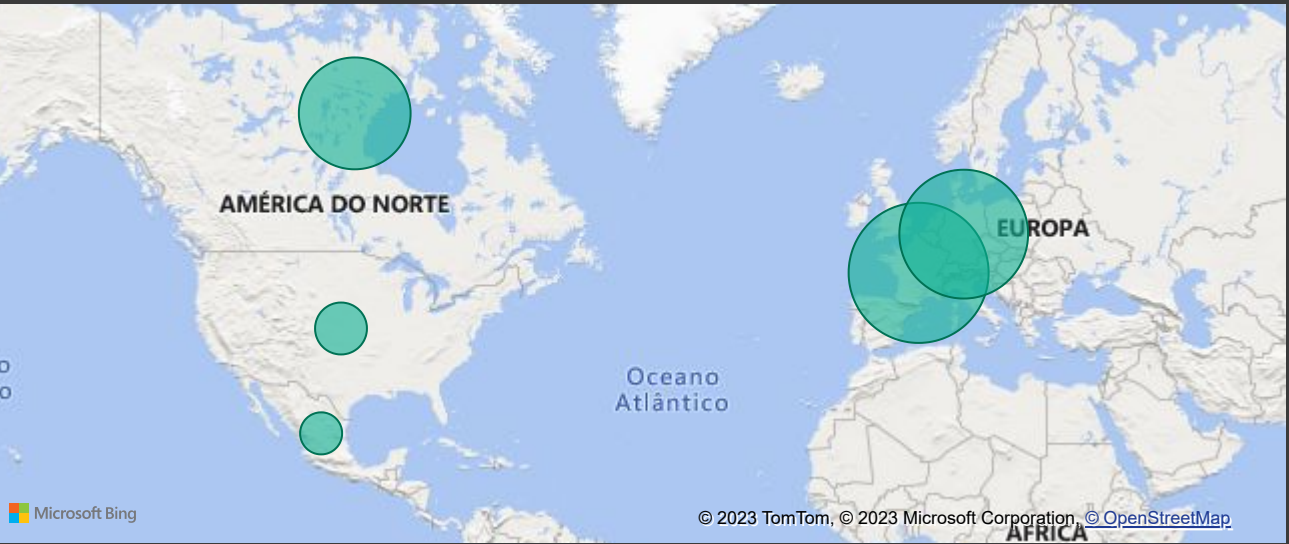 AMÉRICA DO NORTE
EUROPA
o
o
Oceano
Atlântico
Microsoft Bing
© 2023 TomTom, © 2023 Microsoft Corporation, © OpenStreetMap
ÁFRICA